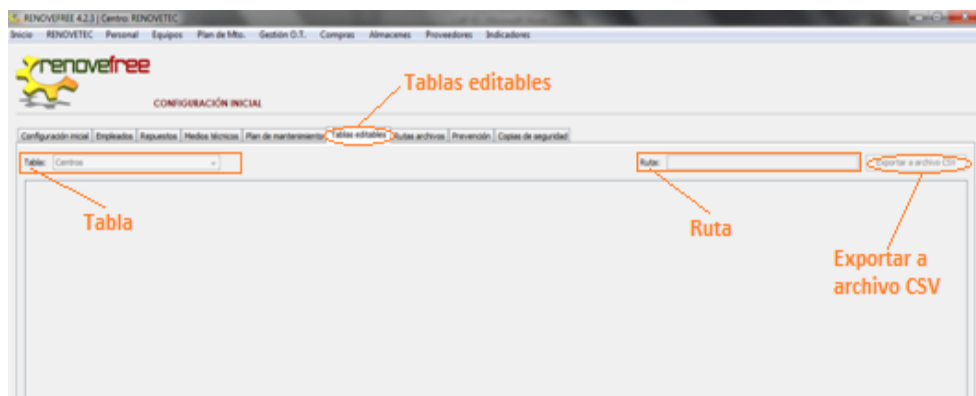 RENOVEFREE 4.2.3 | Centro: RENOVETEC
Inicio RENOVETEC Personal Equipos Plan de Mto. Gestión O.T. Compras Almacenes Proveedores Indicadores
renovefree
Tablas editables
CONFIGURACIÓN INICIAL
Configuración inicial Empleados Repuestos Medios técnicos Plan de mantenimiento Tablas editables Rutas archivos Prevención Copias de seguridad
Tabla: Centros Ruta: Exportar a archivo CSV
Tabla
Ruta
Exportar a
archivo CSV